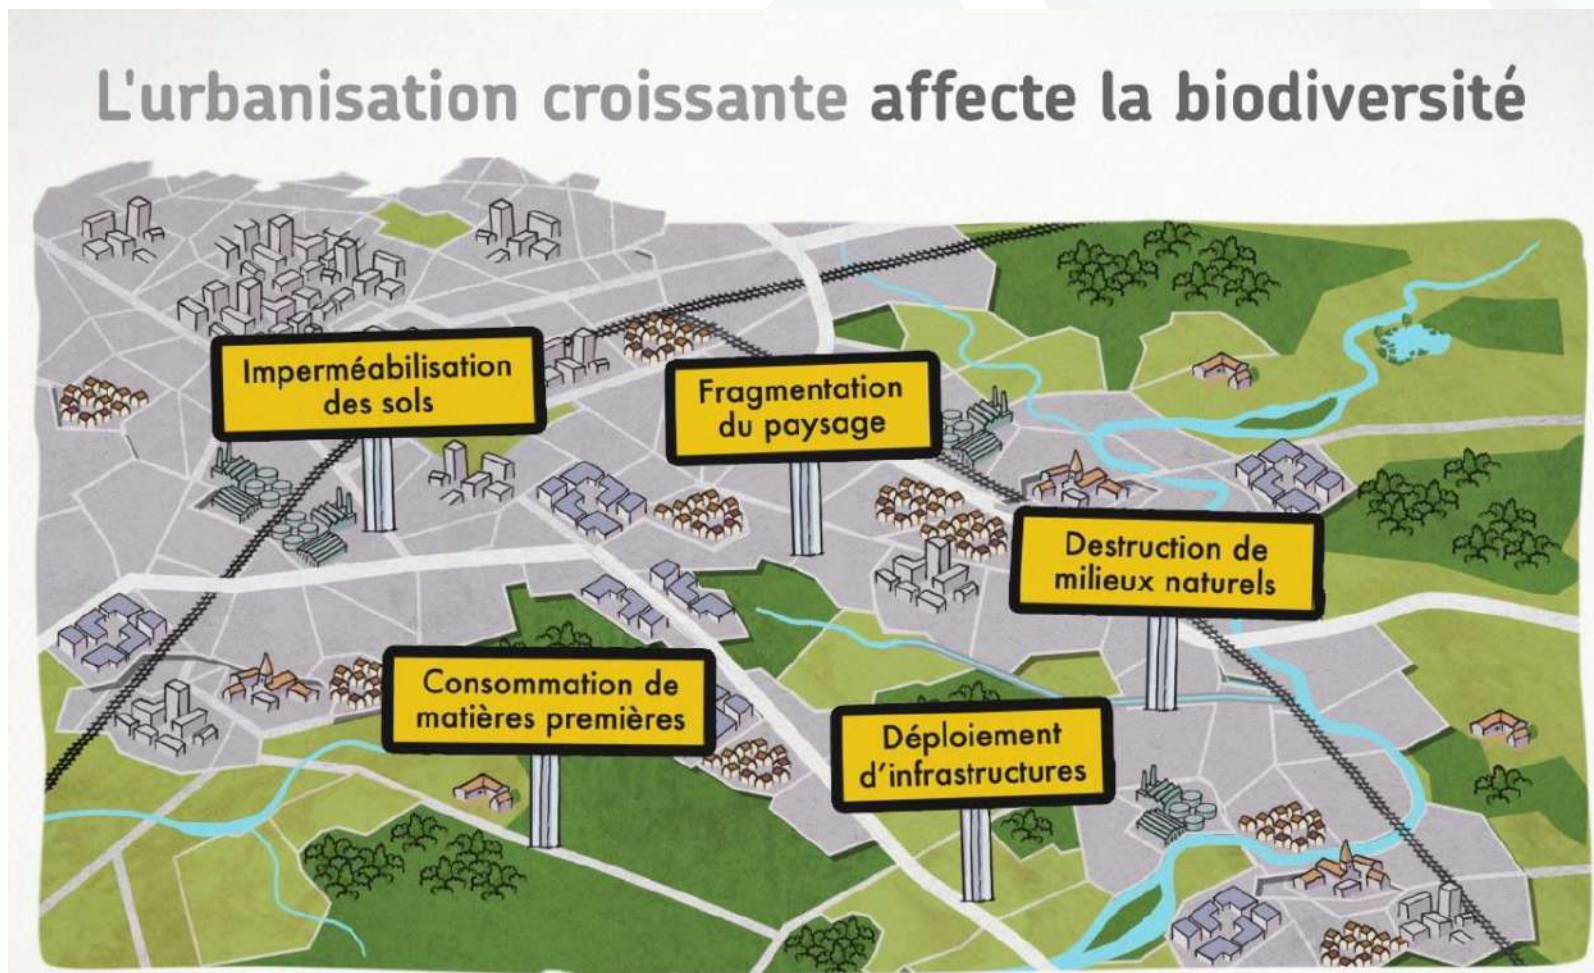 L'urbanisation croissante affecte la biodiversité
Imperméabilisation
des sols
Fragmentation
du paysage
Destruction de
milieux naturels
Consommation de
matières premières
Déploiement
d'infrastructures